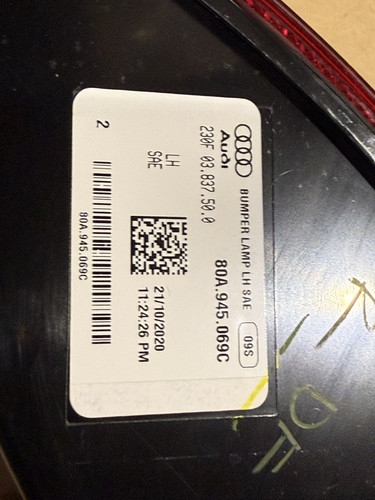 Audi
BUMPER LAMP LH SAE
09S
230F 03.837.50.0
80A.945.069C
LH
SAE
21/10/2020
11:24:26 PM
2
80A.945.069C